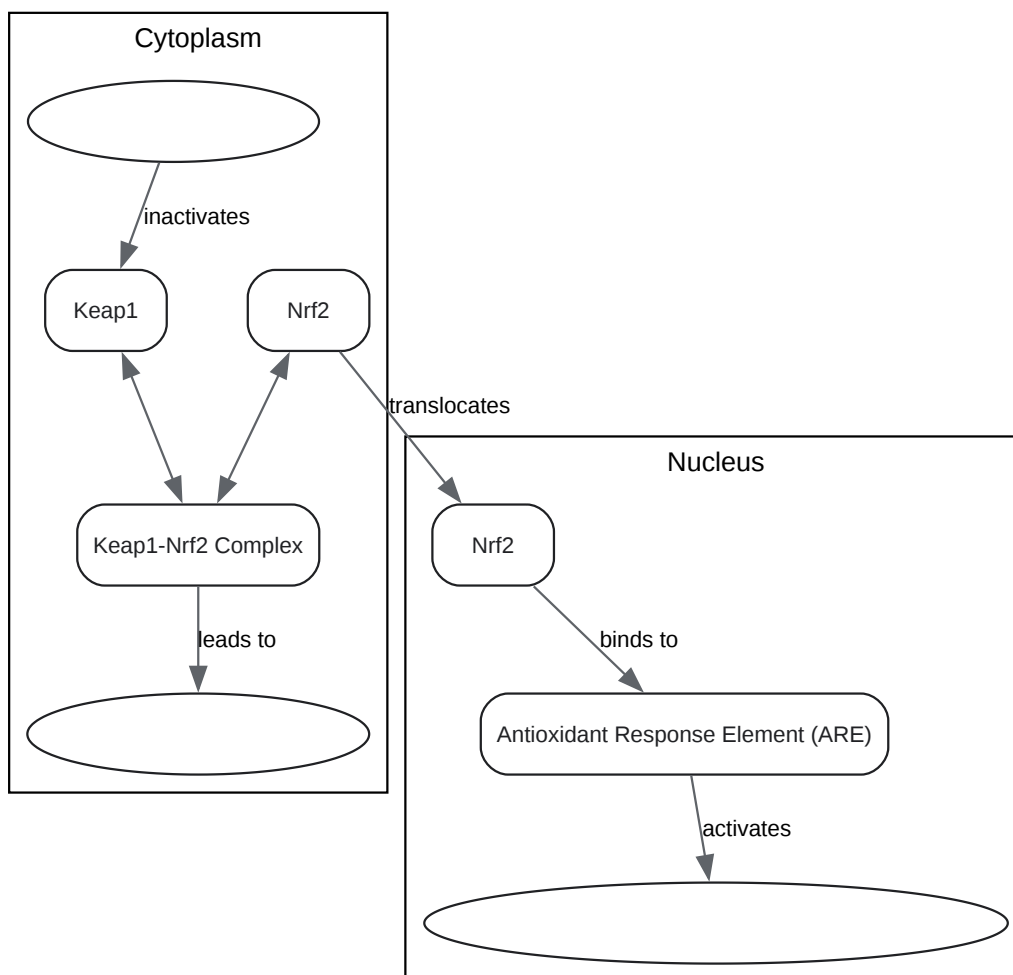 Cytoplasm
inactivates
Keap1
Nrf2
translocates
Nucleus
Keap1-Nrf2 Complex
Nrf2
leads to
binds to
Antioxidant Response Element (ARE)
activates